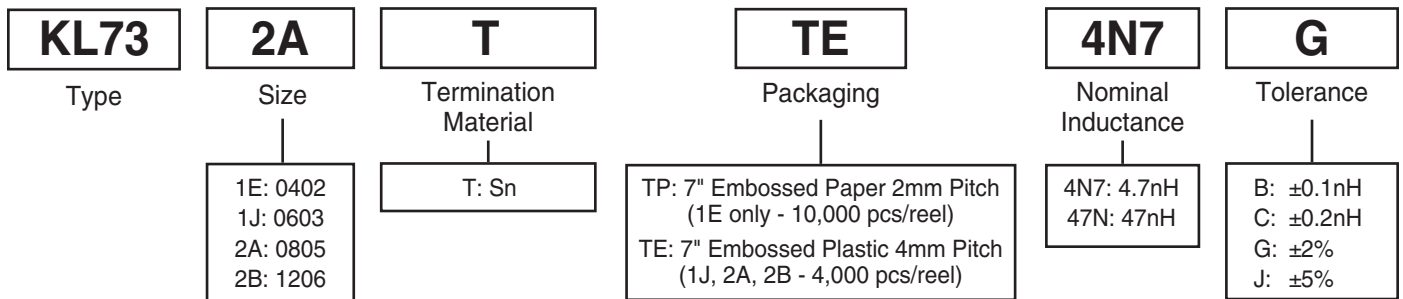 KL73 2A T TE 4N7 G
Type Size Termination Material Packaging Nominal Inductance Tolerance
1E: 0402
1J: 0603
2A: 0805
2B: 1206
T: Sn
TP: 7" Embossed Paper 2mm Pitch
(1E only - 10,000 pcs/reel)
TE: 7" Embossed Plastic 4mm Pitch
(1J, 2A, 2B - 4,000 pcs/reel)
4N7: 4.7nH
47N: 47nH
B: ±0.1nH
C: ±0.2nH
G: ±2%
J: ±5%